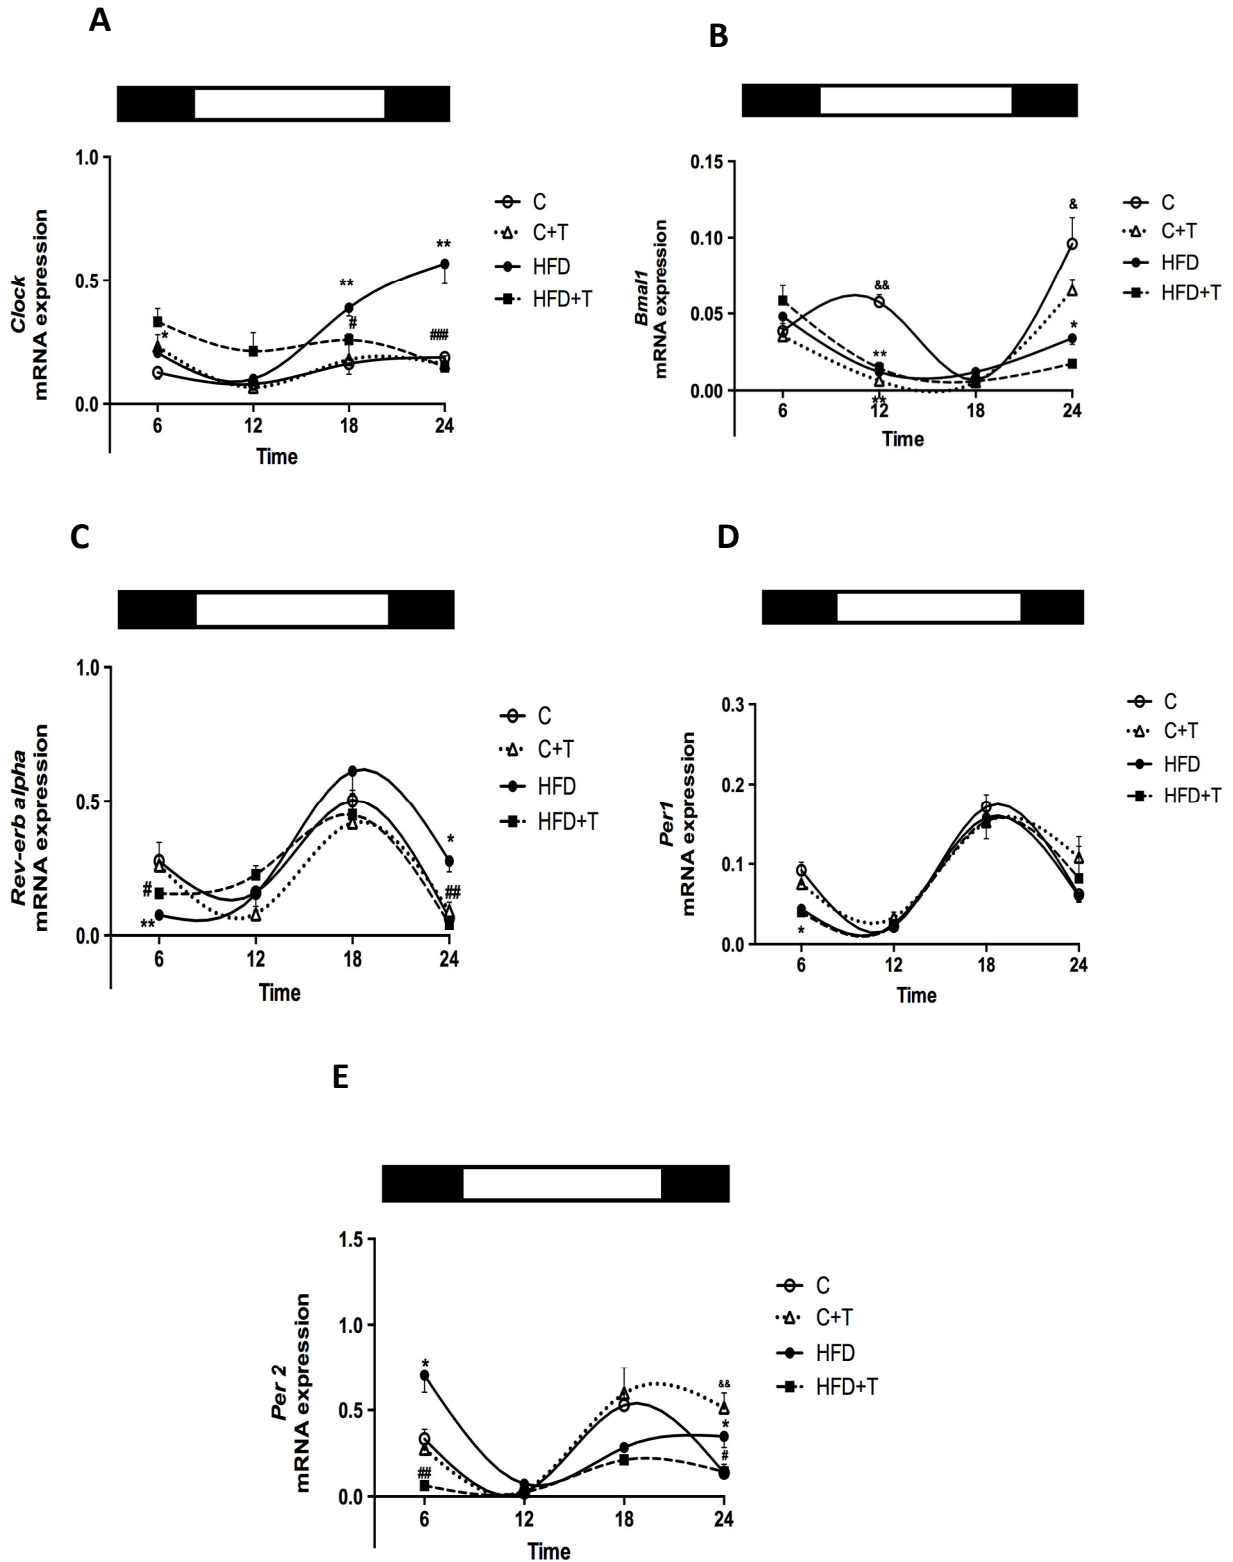 A
1.0
0.5
0.0
Clock
mRNA expression
**
**
*
#
###
6 12 18 24
Time
C
C+T
HFD
HFD+T
B
0.15
0.10
0.05
0.00
Bmal1
mRNA expression
&
&&
*
**
**
6 12 18 24
Time
C
C+T
HFD
HFD+T
C
1.0
0.5
0.0
Rev-erb alpha
mRNA expression
*
#
##
**
6 12 18 24
Time
C
C+T
HFD
HFD+T
D
0.3
0.2
0.1
0.0
Per1
mRNA expression
*
6 12 18 24
Time
C
C+T
HFD
HFD+T
E
1.5
1.0
0.5
0.0
Per 2
mRNA expression
*
&&
*
#
##
6 12 18 24
Time
C
C+T
HFD
HFD+T